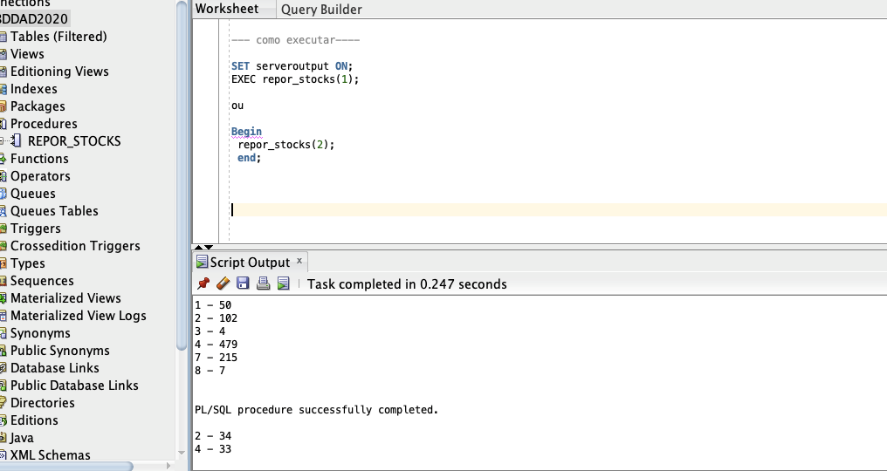 nections
BDDAD2020
Tables (Filtered)
Views
Editioning Views
Indexes
Packages
Procedures
REPOR_STOCKS
Functions
Operators
Queues
Queues Tables
Triggers
Crossedition Triggers
Types
Sequences
Materialized Views
Materialized View Logs
Synonyms
Public Synonyms
Database Links
Public Database Links
Directories
Editions
Java
XML Schemas
Worksheet Query Builder
--- como executar----
SET serveroutput ON;
EXEC repor_stocks(1);
ou
Begin
repor_stocks(2);
end;
Script Output x
Task completed in 0.247 seconds
1 - 50
2 - 102
3 - 4
4 - 479
7 - 215
8 - 7
PL/SQL procedure successfully completed.
2 - 34
4 - 33